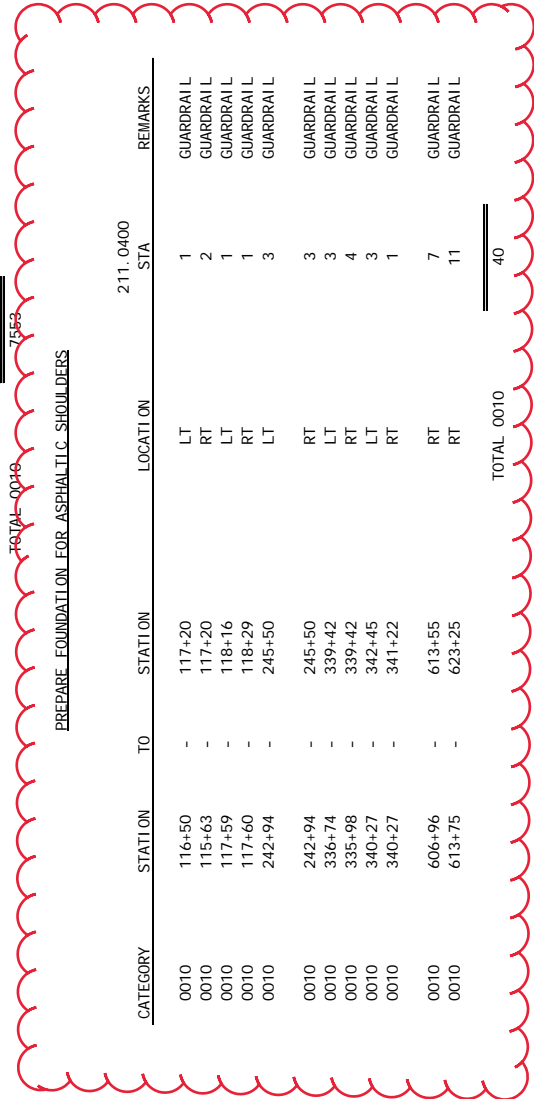 TOTAL 0010 7553
PREPARE FOUNDATION FOR ASPHALTIC SHOULDERS
211.0400
CATEGORY STATION TO STATION LOCATION STA REMARKS
0010 116+50 - 117+20 LT 1 GUARDRAIL
0010 115+63 - 117+20 RT 2 GUARDRAIL
0010 117+59 - 118+16 LT 1 GUARDRAIL
0010 117+60 - 118+29 RT 1 GUARDRAIL
0010 242+94 - 245+50 LT 3 GUARDRAIL
0010 242+94 - 245+50 RT 3 GUARDRAIL
0010 336+74 - 339+42 LT 3 GUARDRAIL
0010 335+98 - 339+42 RT 4 GUARDRAIL
0010 340+27 - 342+45 LT 3 GUARDRAIL
0010 340+27 - 341+22 RT 1 GUARDRAIL
0010 606+96 - 613+55 RT 7 GUARDRAIL
0010 613+75 - 623+25 RT 11 GUARDRAIL
TOTAL 0010 40